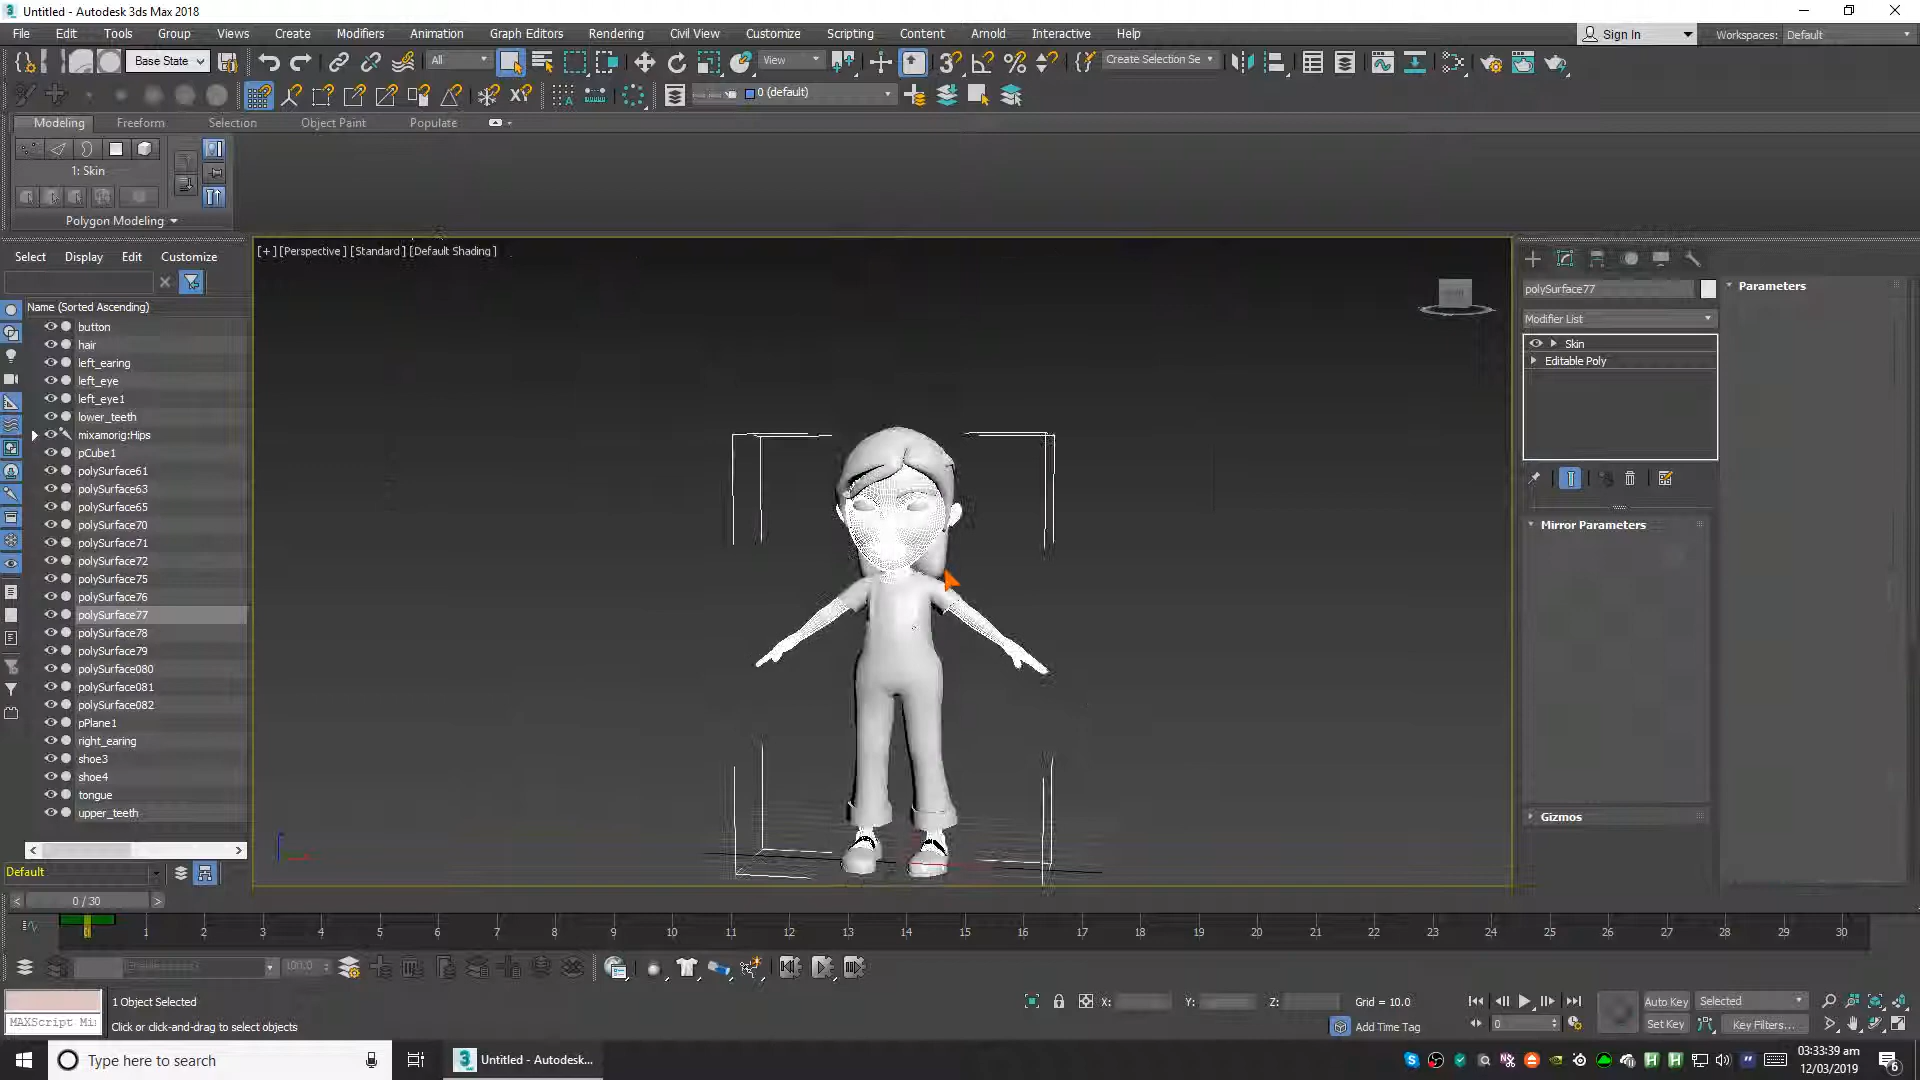 Untitled - Autodesk 3ds Max 2018
File Edit Tools Group Views Create Modifiers Animation Graph Editors Rendering Civil View Customize Scripting Content Arnold Interactive Help
Sign In
Workspaces: Default
Base State
All
View
Create Selection Se
0 (default)
Modeling Freeform Selection Object Paint Populate
1: Skin
Polygon Modeling
Select Display Edit Customize
Name (Sorted Ascending)
button
hair
left_earing
left_eye
left_eye1
lower_teeth
mixamorig:Hips
pCube1
polySurface61
polySurface63
polySurface65
polySurface70
polySurface71
polySurface72
polySurface75
polySurface76
polySurface77
polySurface78
polySurface79
polySurface080
polySurface081
polySurface082
pPlane1
right_earing
shoe3
shoe4
tongue
upper_teeth
Default
[+] [Perspective] [Standard] [Default Shading]
polySurface77
Modifier List
Skin
Editable Poly
Mirror Parameters
Gizmos
Parameters
0 / 30
0 1 2 3 4 5 6 7 8 9 10 11 12 13 14 15 16 17 18 19 20 21 22 23 24 25 26 27 28 29 30
100.0
1 Object Selected
X: Y: Z: Grid = 10.0
Auto Key Selected
MAXScript Mi
Click or click-and-drag to select objects
Add Time Tag
0
Set Key Key Filters...
Type here to search
Untitled - Autodesk...
03:33:39 am
12/03/2019
6